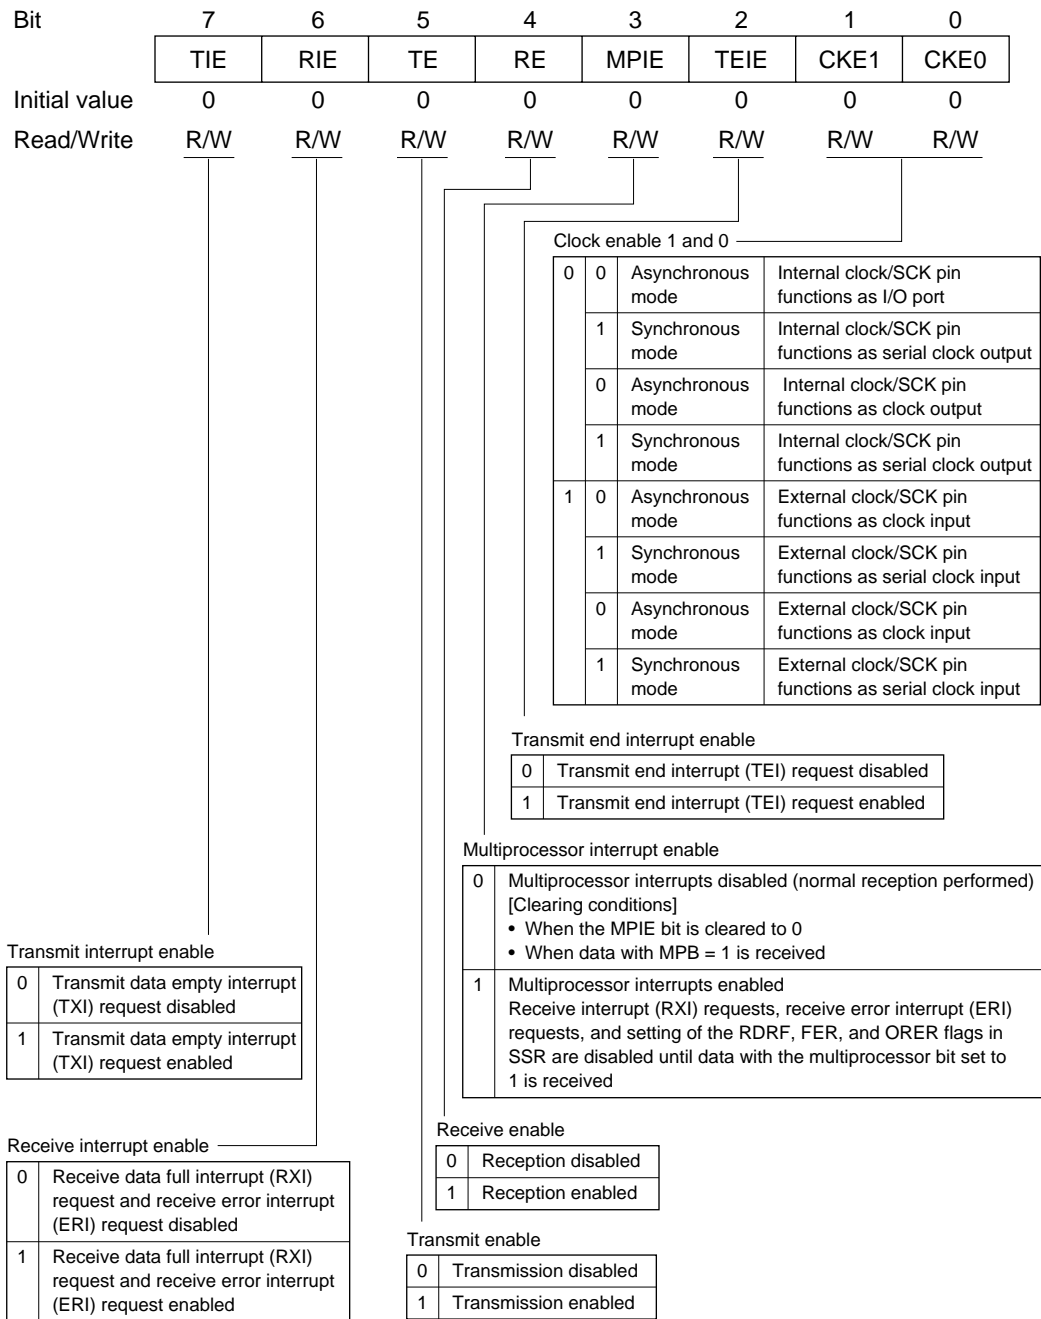 Bit 7 6 5 4 3 2 1 0
TIE RIE TE RE MPIE TEIE CKE1 CKE0
Initial value 0 0 0 0 0 0 0 0
Read/Write R/W R/W R/W R/W R/W R/W R/W R/W
Clock enable 1 and 0
0 0 Asynchronous mode Internal clock/SCK pin
functions as I/O port
1 Synchronous mode Internal clock/SCK pin
functions as serial clock output
0 Asynchronous mode Internal clock/SCK pin
functions as clock output
1 Synchronous mode Internal clock/SCK pin
functions as serial clock output
1 0 Asynchronous mode External clock/SCK pin
functions as clock input
1 Synchronous mode External clock/SCK pin
functions as serial clock input
0 Asynchronous mode External clock/SCK pin
functions as clock input
1 Synchronous mode External clock/SCK pin
functions as serial clock input
Transmit end interrupt enable
0 Transmit end interrupt (TEI) request disabled
1 Transmit end interrupt (TEI) request enabled
Multiprocessor interrupt enable
0 Multiprocessor interrupts disabled (normal reception performed)
[Clearing conditions]
• When the MPIE bit is cleared to 0
• When data with MPB = 1 is received
1 Multiprocessor interrupts enabled
Receive interrupt (RXI) requests, receive error interrupt (ERI)
requests, and setting of the RDRF, FER, and ORER flags in
SSR are disabled until data with the multiprocessor bit set to
1 is received
Transmit interrupt enable
0 Transmit data empty interrupt
(TXI) request disabled
1 Transmit data empty interrupt
(TXI) request enabled
Receive enable
0 Reception disabled
1 Reception enabled
Receive interrupt enable
0 Receive data full interrupt (RXI)
request and receive error interrupt
(ERI) request disabled
1 Receive data full interrupt (RXI)
request and receive error interrupt
(ERI) request enabled
Transmit enable
0 Transmission disabled
1 Transmission enabled